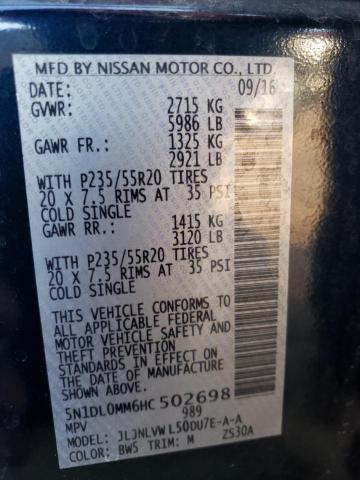 MFD BY NISSAN MOTOR CO., LTD.
DATE: 09/16
GVWR: 2715 KG
5986 LB
GAWR FR.: 1325 KG
2921 LB
WITH P235/55R20 TIRES
20 X 7.5 RIMS AT 35 PSI
COLD SINGLE
GAWR RR.: 1415 KG
3120 LB
WITH P235/55R20 TIRES
20 X 7.5 RIMS AT 35 PSI
COLD SINGLE
THIS VEHICLE CONFORMS TO
ALL APPLICABLE FEDERAL
MOTOR VEHICLE SAFETY AND
THEFT PREVENTION
STANDARDS IN EFFECT ON
THE DATE OF MANUFACTURE
SHOWN ABOVE.
5N1DL0MM6HC502698
MPV 989
MODEL: JLJNLVWL50DU7E-A-A
COLOR: BW5 TRIM: M ZS30A